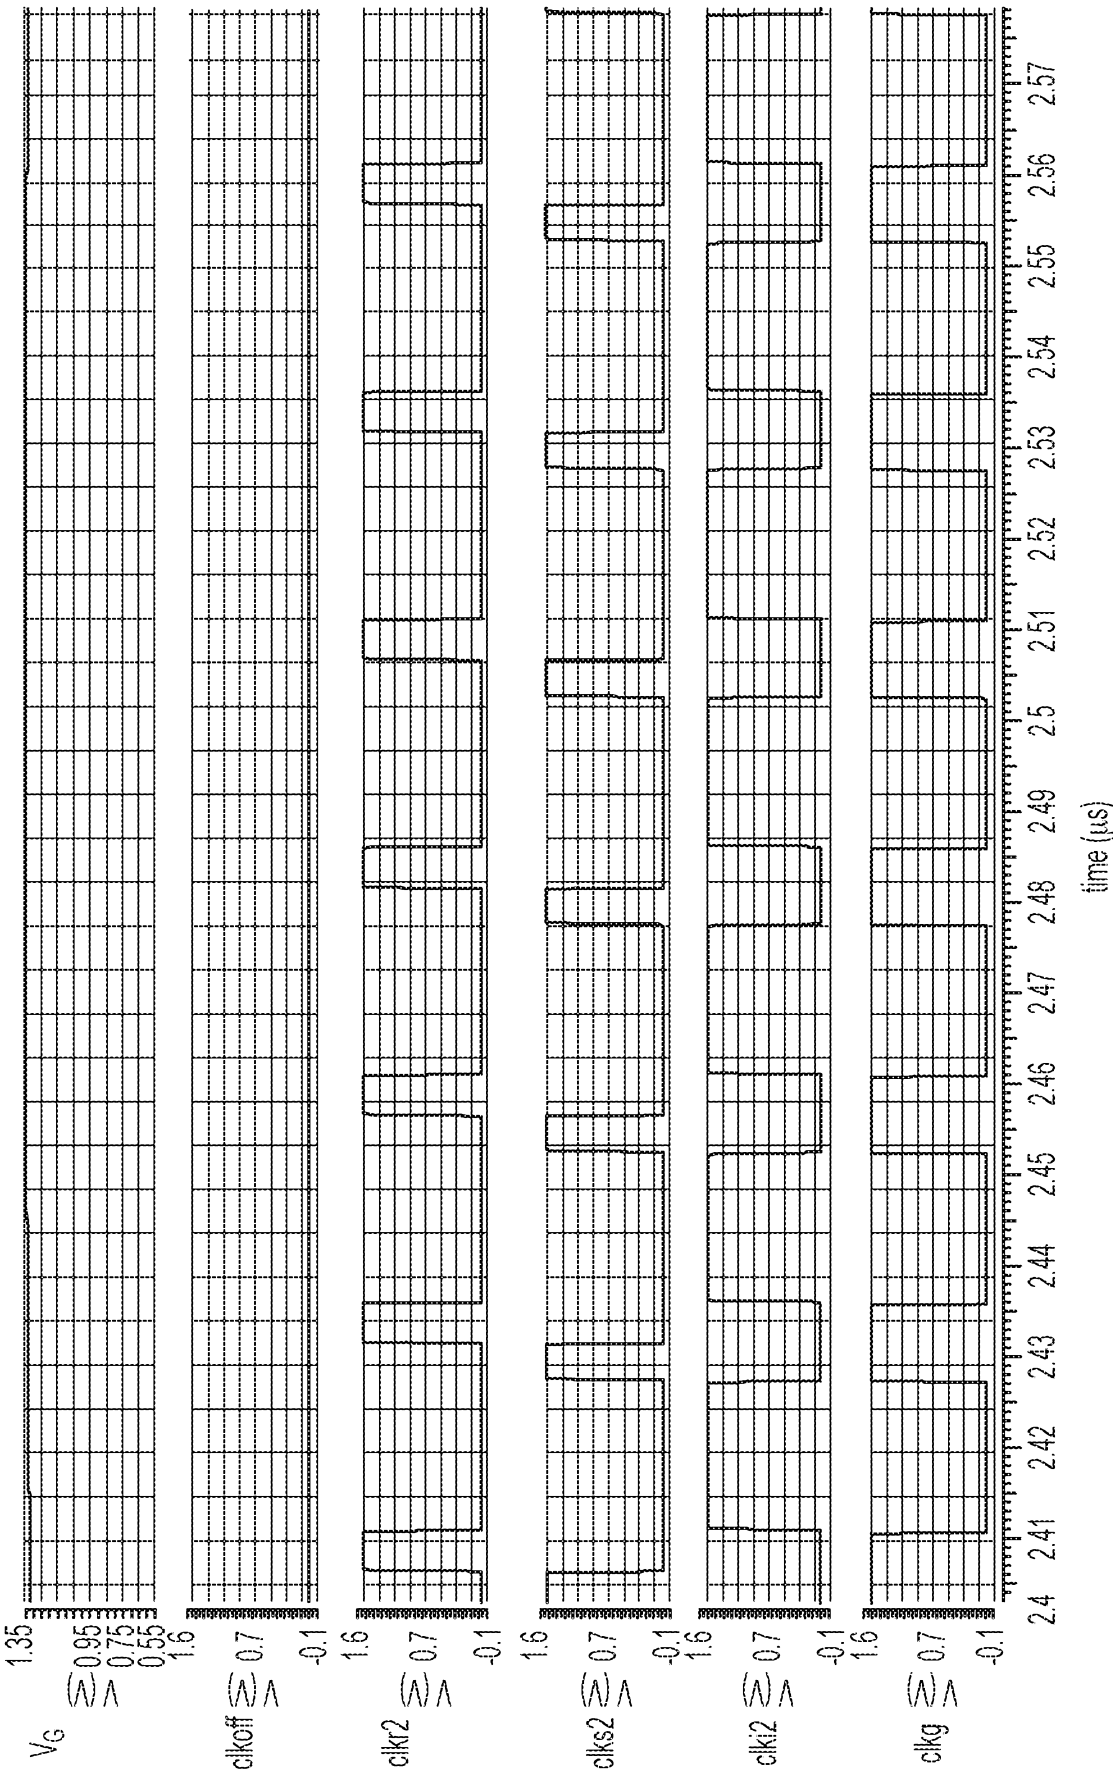 V_G
V (V)
1.35
0.95
0.75
0.55
clkoff
V (V)
1.6
0.7
-0.1
clkr2
V (V)
1.6
0.7
-0.1
clks2
V (V)
1.6
0.7
-0.1
clki2
V (V)
1.6
0.7
-0.1
clkg
V (V)
1.6
0.7
-0.1
2.4 2.41 2.42 2.43 2.44 2.45 2.46 2.47 2.48 2.49 2.5 2.51 2.52 2.53 2.54 2.55 2.56 2.57
time (μs)